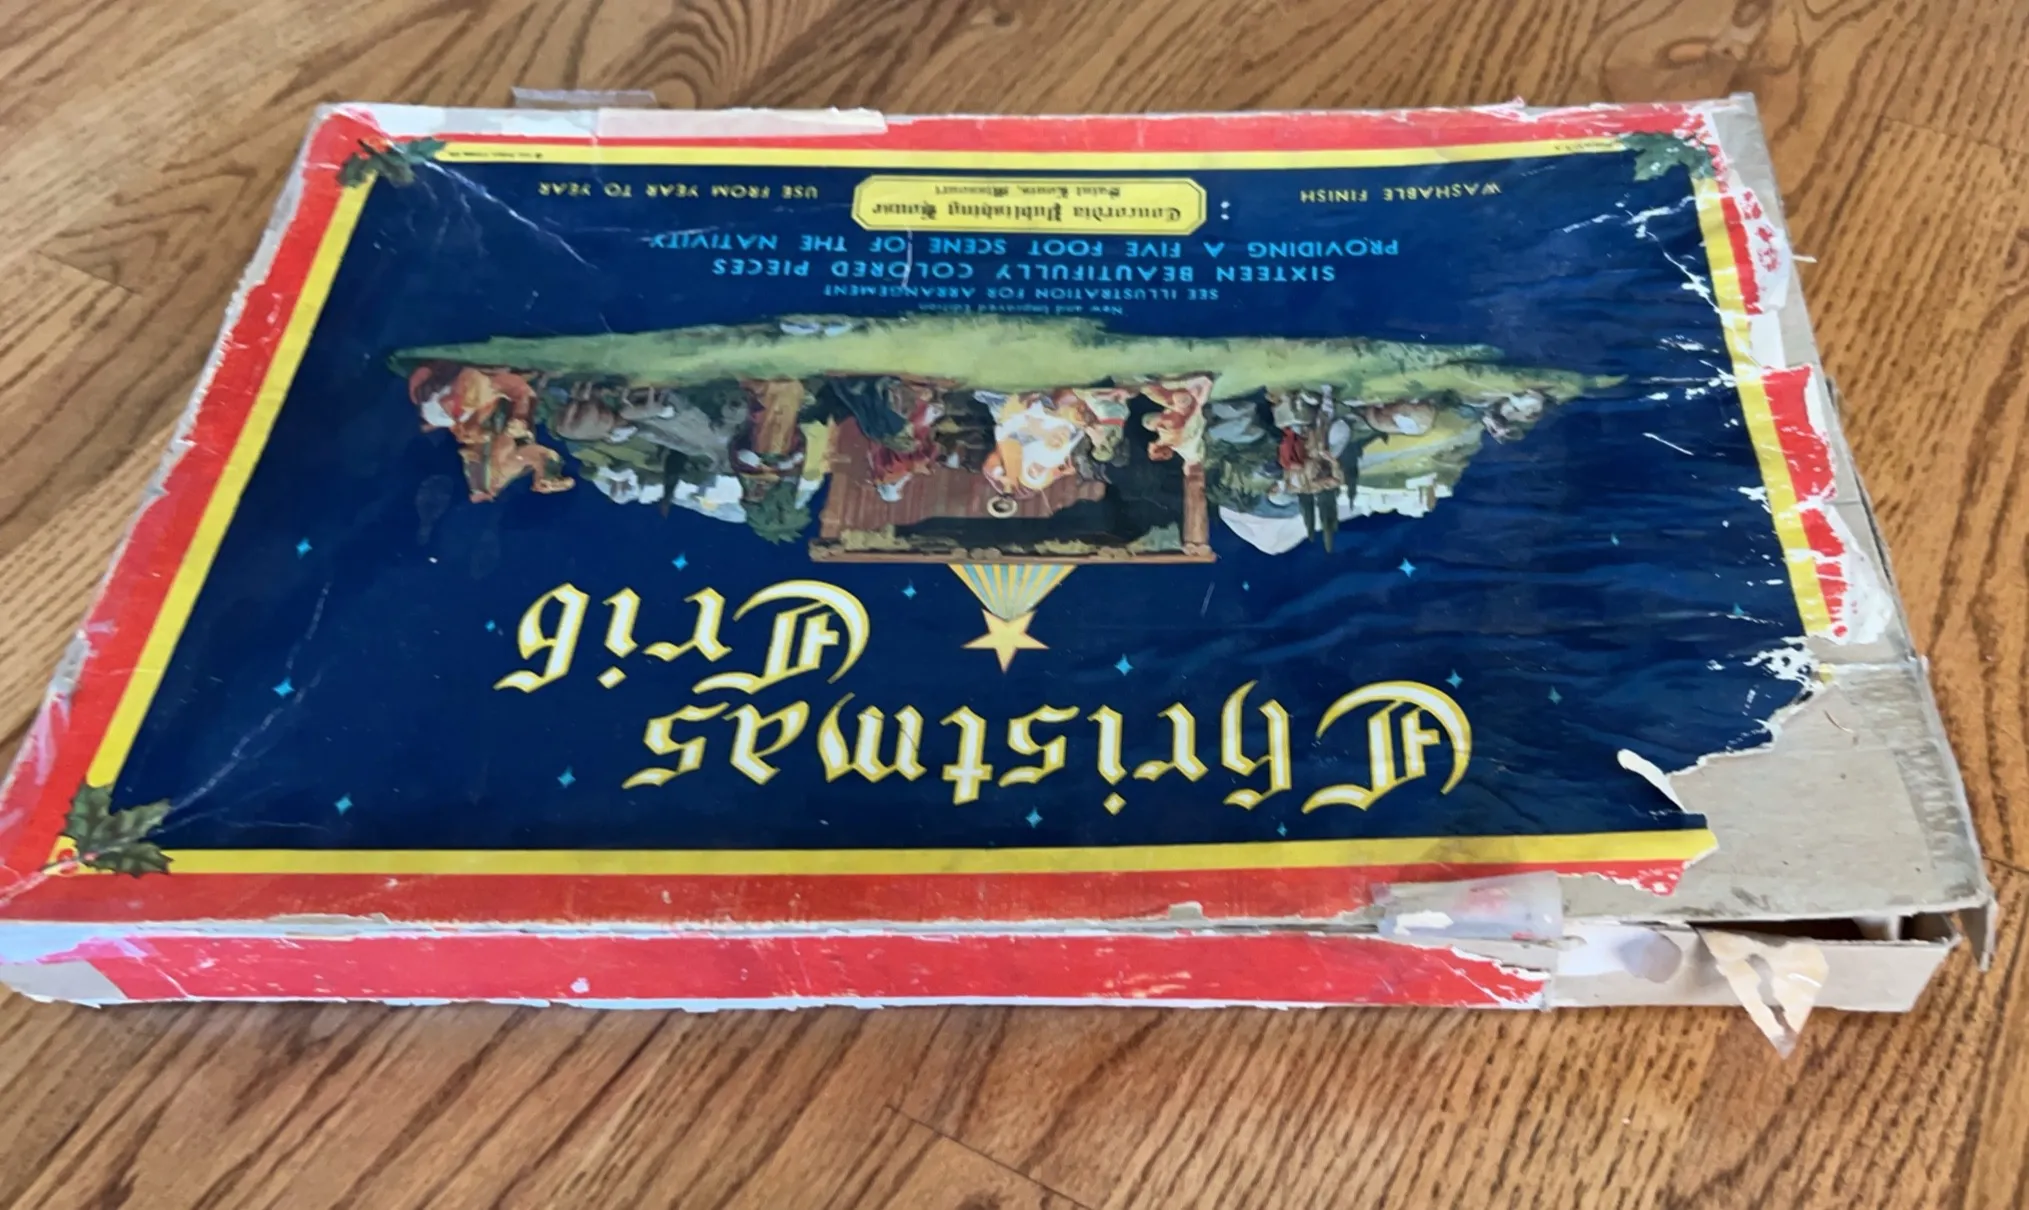 Christmas
Crib
New and Improved Edition
SEE ILLUSTRATION FOR ARRANGEMENT
SIXTEEN BEAUTIFULLY COLORED PIECES
PROVIDING A FIVE FOOT SCENE OF THE NATIVITY
WASHABLE FINISH
Concordia Publishing House
Saint Louis, Missouri
USE FROM YEAR TO YEAR